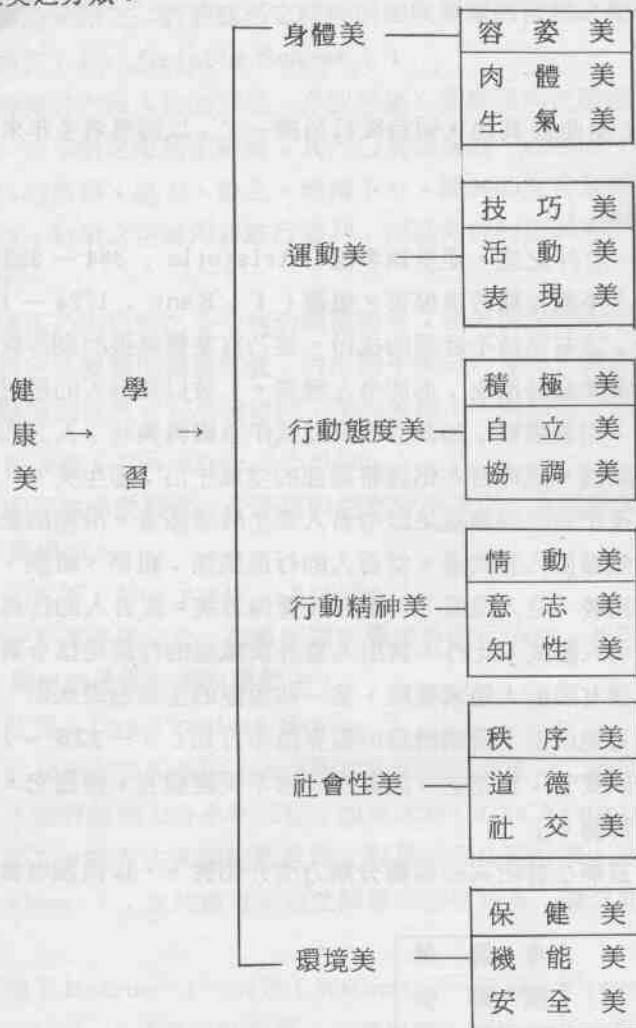 健康美 → 學習 →
身體美
容姿美
肉體美
生氣美
運動美
技巧美
活動美
表現美
行動態度美
積極美
自立美
協調美
行動精神美
情動美
意志美
知性美
社會性美
秩序美
道德美
社交美
環境美
保健美
機能美
安全美